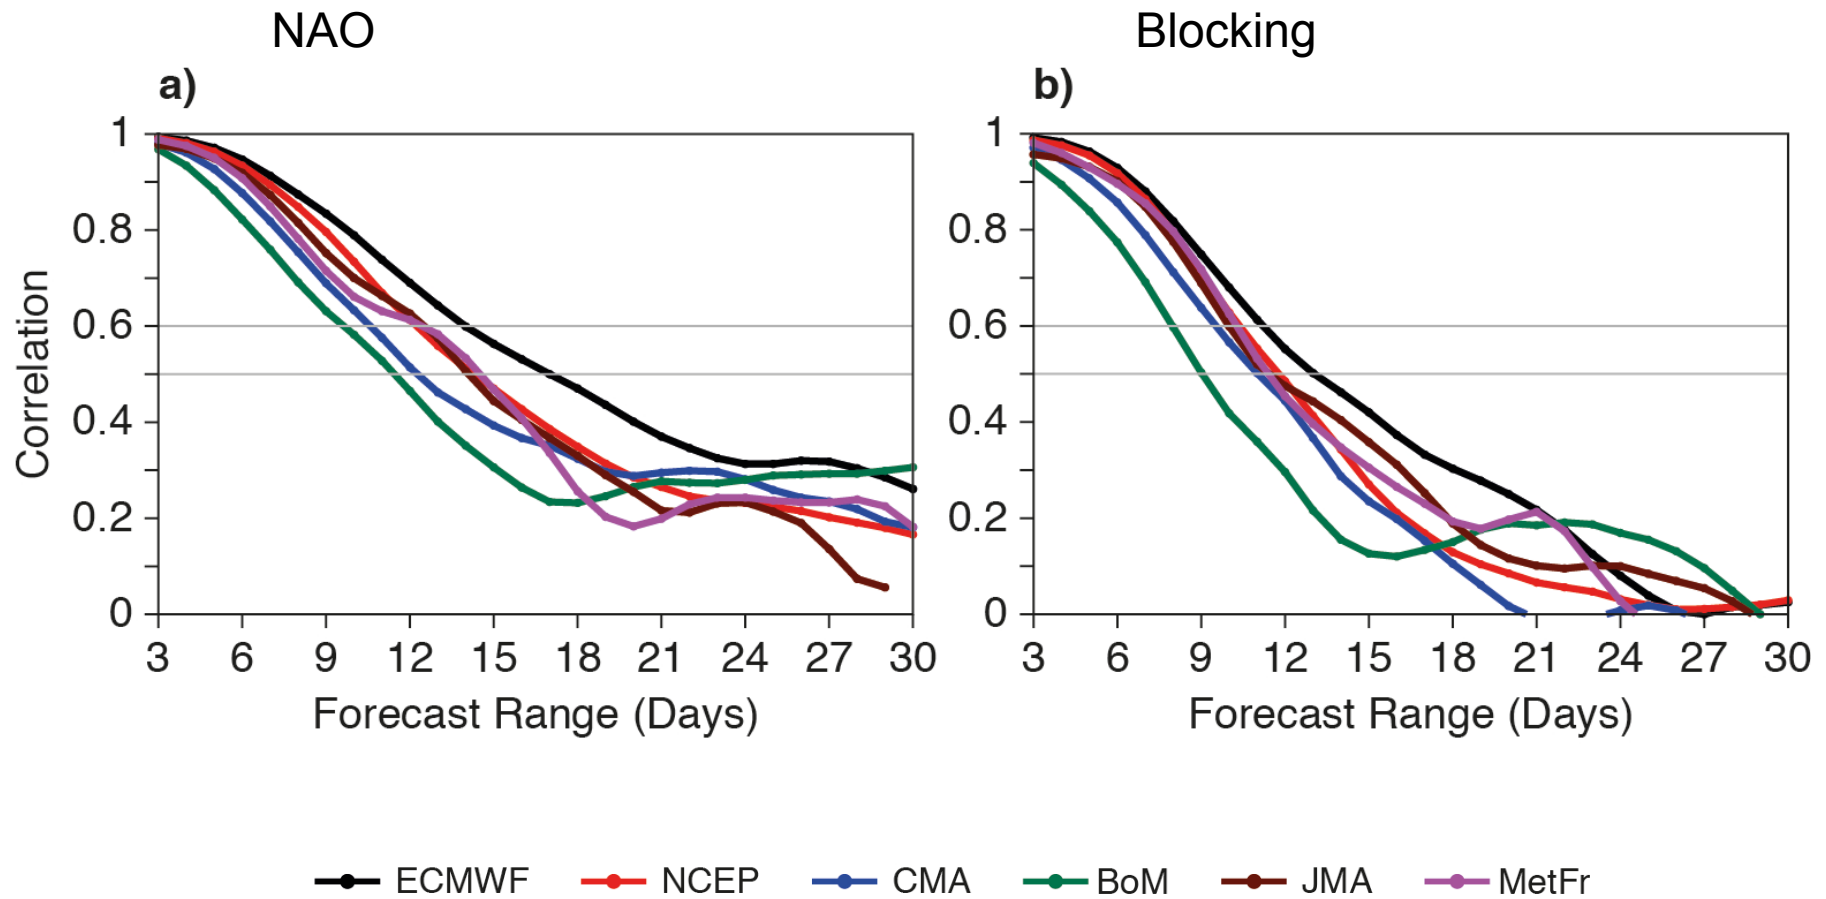 NAO
Blocking
a)
b)
1
0.8
0.6
0.4
0.2
0
Correlation
3 6 9 12 15 18 21 24 27 30
Forecast Range (Days)
1
0.8
0.6
0.4
0.2
0
3 6 9 12 15 18 21 24 27 30
Forecast Range (Days)
ECMWF NCEP CMA BoM JMA MetFr